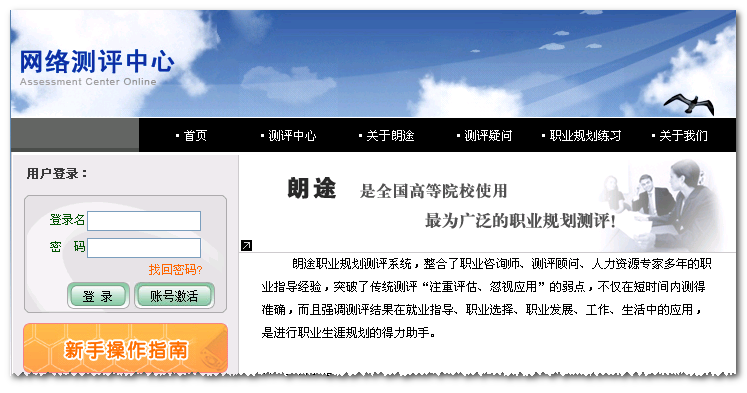 网络测评中心
Assessment Center Online
首页 测评中心 关于朗途 测评疑问 职业规划练习 关于我们
用户登录：
登录名
密 码
找回密码?
登 录 账号激活
新手操作指南
朗途 是全国高等院校使用
最为广泛的职业规划测评!
朗途职业规划测评系统，整合了职业咨询师、测评顾问、人力资源专家多年的职
业指导经验，突破了传统测评“注重评估、忽视应用”的弱点，不仅在短时间内测得
准确，而且强调测评结果在就业指导、职业选择、职业发展、工作、生活中的应用，
是进行职业生涯规划的得力助手。